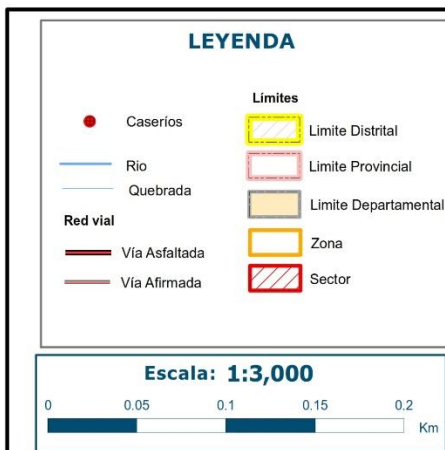 LEYENDA
Caseríos
Rio
Quebrada
Red vial
Vía Asfaltada
Vía Afirmada
Límites
Limite Distrital
Limite Provincial
Limite Departamental
Zona
Sector
Escala: 1:3,000
0 0.05 0.1 0.15 0.2
Km